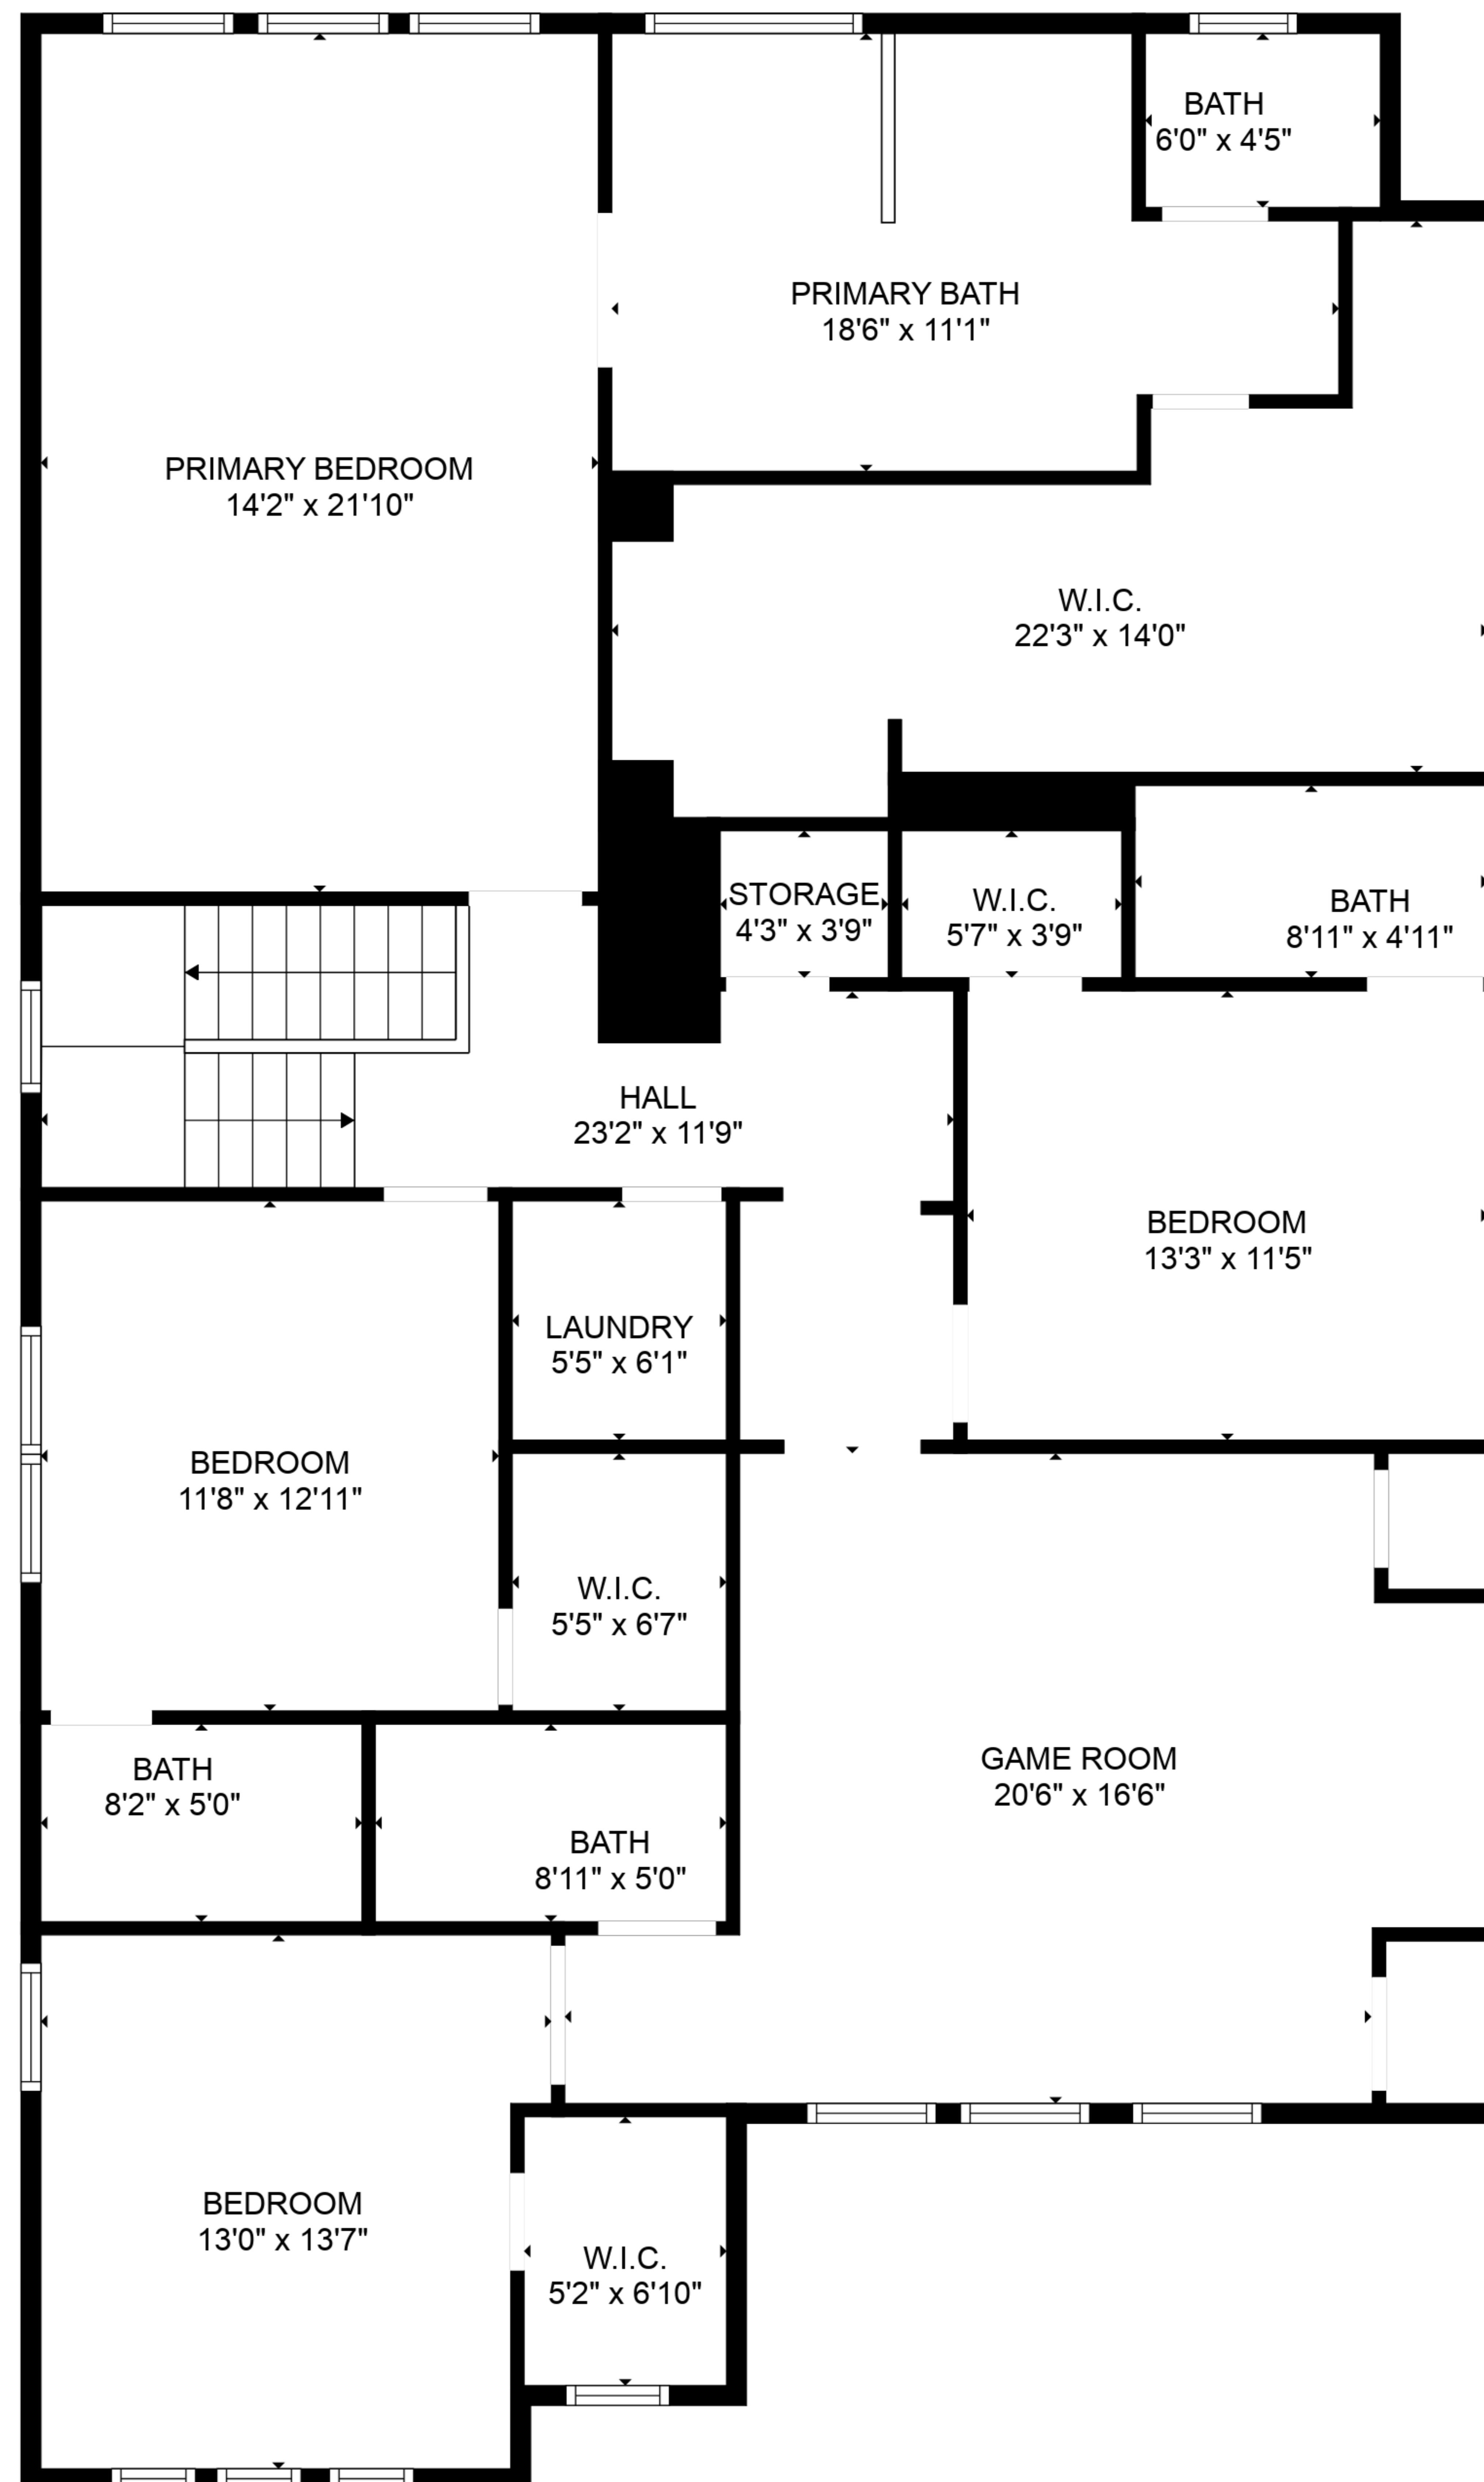 BATH
6'0" x 4'5"
PRIMARY BATH
18'6" x 11'1"
PRIMARY BEDROOM
14'2" x 21'10"
W.I.C.
22'3" x 14'0"
STORAGE
4'3" x 3'9"
W.I.C.
5'7" x 3'9"
BATH
8'11" x 4'11"
HALL
23'2" x 11'9"
BEDROOM
13'3" x 11'5"
LAUNDRY
5'5" x 6'1"
BEDROOM
11'8" x 12'11"
W.I.C.
5'5" x 6'7"
BATH
8'2" x 5'0"
GAME ROOM
20'6" x 16'6"
BATH
8'11" x 5'0"
BEDROOM
13'0" x 13'7"
W.I.C.
5'2" x 6'10"